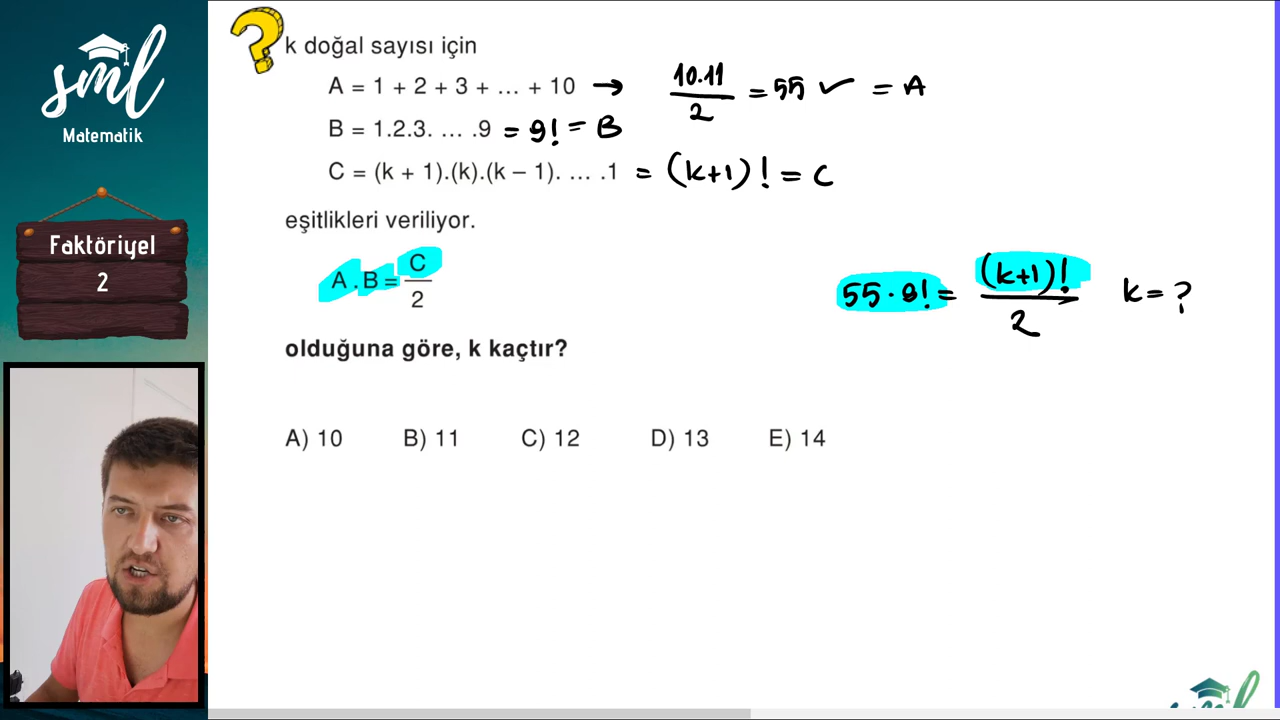 sml
Matematik
Faktöriyel
2
k doğal sayısı için
A = 1 + 2 + 3 + ... + 10 → 10.11/2 = 55 ✓ = A
B = 1.2.3. ... .9 = 9! = B
C = (k + 1).(k).(k – 1). ... .1 = (k+1)! = C
eşitlikleri veriliyor.
A . B = C/2
55 · 9! = (k+1)!/2 k = ?
olduğuna göre, k kaçtır?
A) 10 B) 11 C) 12 D) 13 E) 14
sml